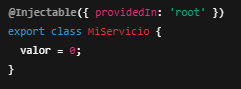 @Injectable({ providedIn: 'root' })
export class MiServicio {
  valor = 0;
}